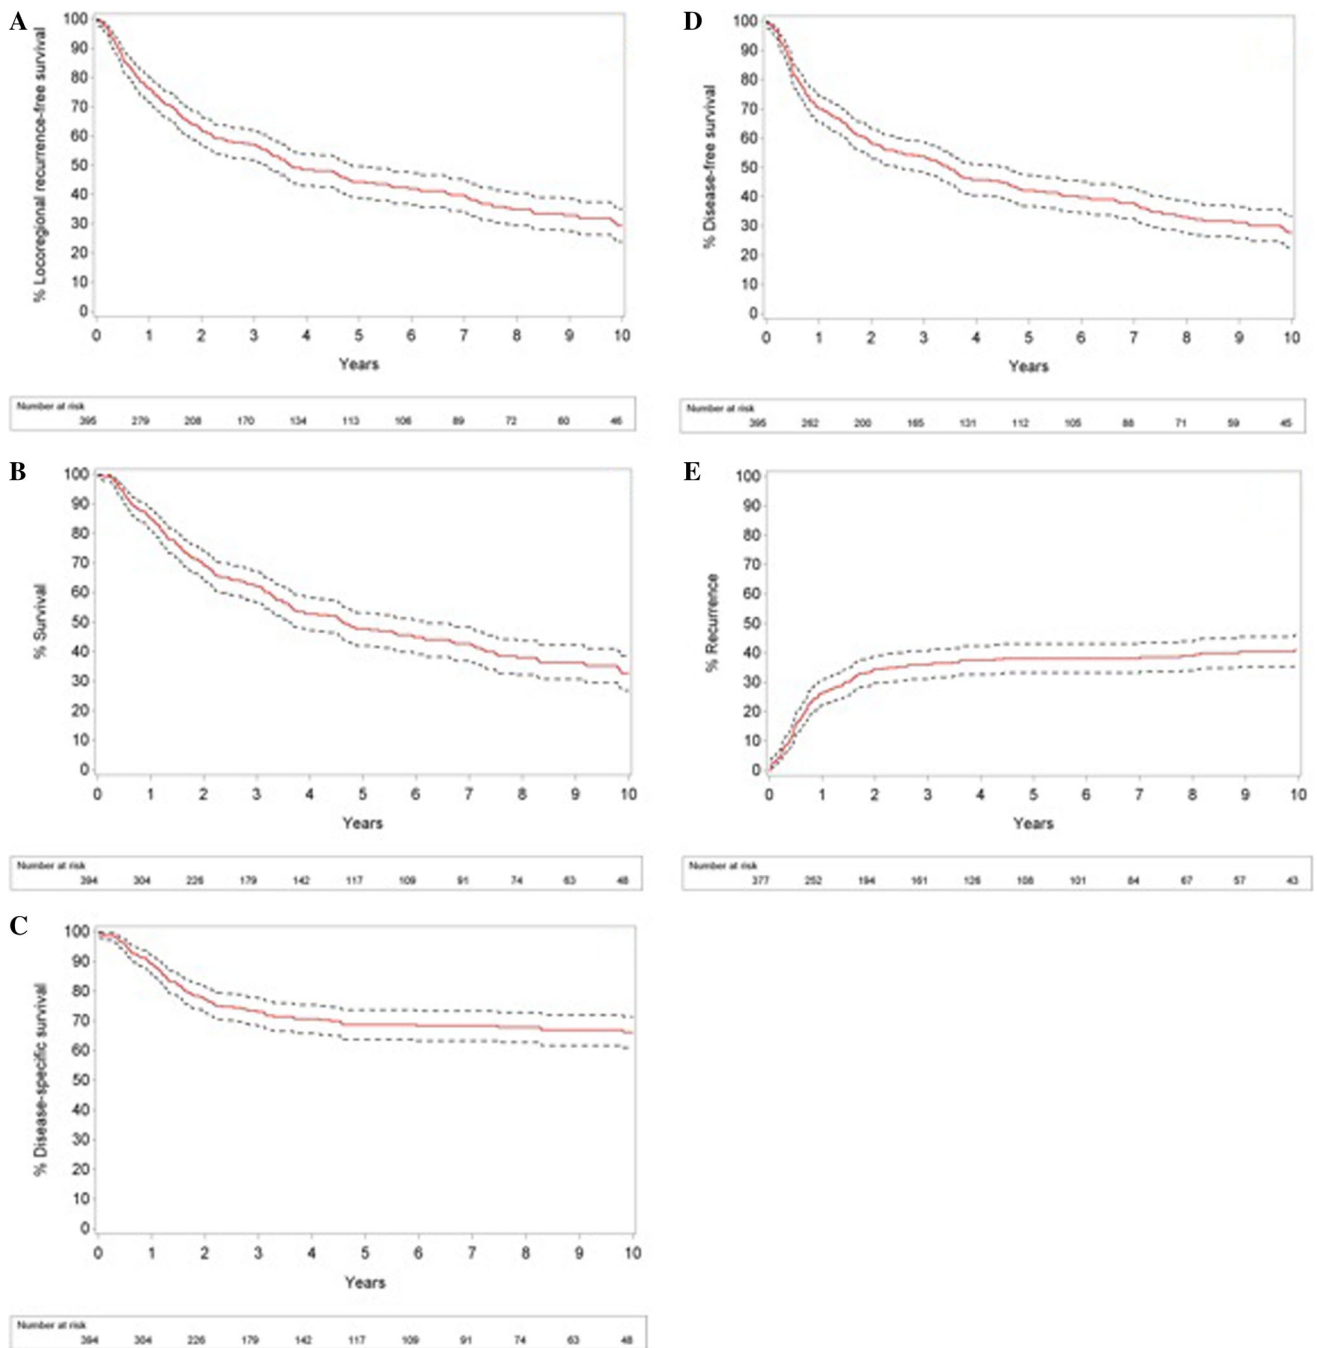 A
% Locoregional recurrence-free survival
100
90
80
70
60
50
40
30
20
10
0
0 1 2 3 4 5 6 7 8 9 10
Years
Number at risk
395 279 208 170 134 113 106 89 72 60 46
D
% Disease-free survival
100
90
80
70
60
50
40
30
20
10
0
0 1 2 3 4 5 6 7 8 9 10
Years
Number at risk
395 262 200 165 131 112 105 88 71 59 45
B
% Survival
100
90
80
70
60
50
40
30
20
10
0
0 1 2 3 4 5 6 7 8 9 10
Years
Number at risk
394 304 226 179 142 117 109 91 74 63 48
E
% Recurrence
100
90
80
70
60
50
40
30
20
10
0
0 1 2 3 4 5 6 7 8 9 10
Years
Number at risk
377 252 194 161 126 108 101 84 67 57 43
C
% Disease-specific survival
100
90
80
70
60
50
40
30
20
10
0
0 1 2 3 4 5 6 7 8 9 10
Years
Number at risk
394 304 226 179 142 117 109 91 74 63 48